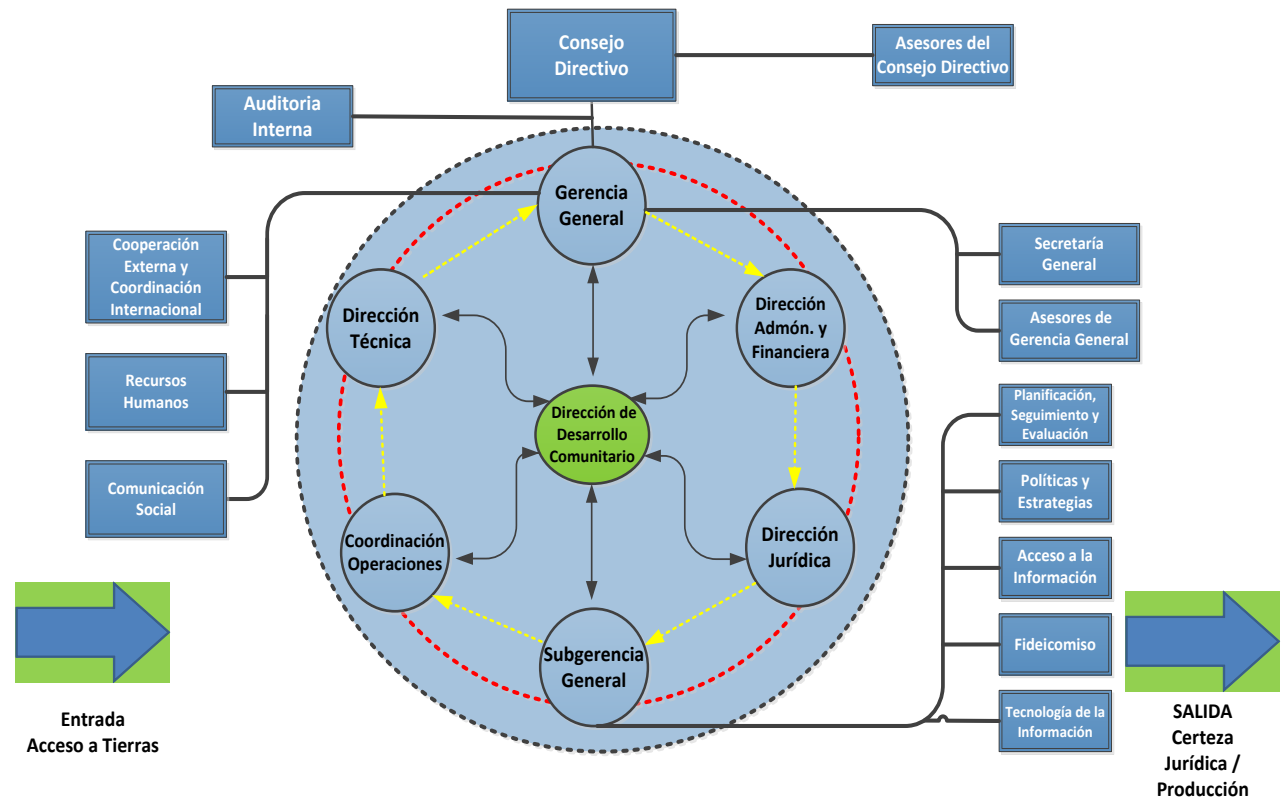 Consejo
Directivo
Asesores del
Consejo Directivo
Auditoria
Interna
Gerencia
General
Cooperación
Externa y
Coordinación
Internacional
Secretaría
General
Dirección
Técnica
Dirección
Admón. y
Financiera
Asesores de
Gerencia General
Recursos
Humanos
Dirección de
Desarrollo
Comunitario
Planificación,
Seguimiento y
Evaluación
Comunicación
Social
Políticas y
Estrategias
Coordinación
Operaciones
Dirección
Jurídica
Acceso a la
Información
Subgerencia
General
Fideicomiso
Tecnología de la
Información
Entrada
Acceso a Tierras
SALIDA
Certeza
Jurídica /
Producción